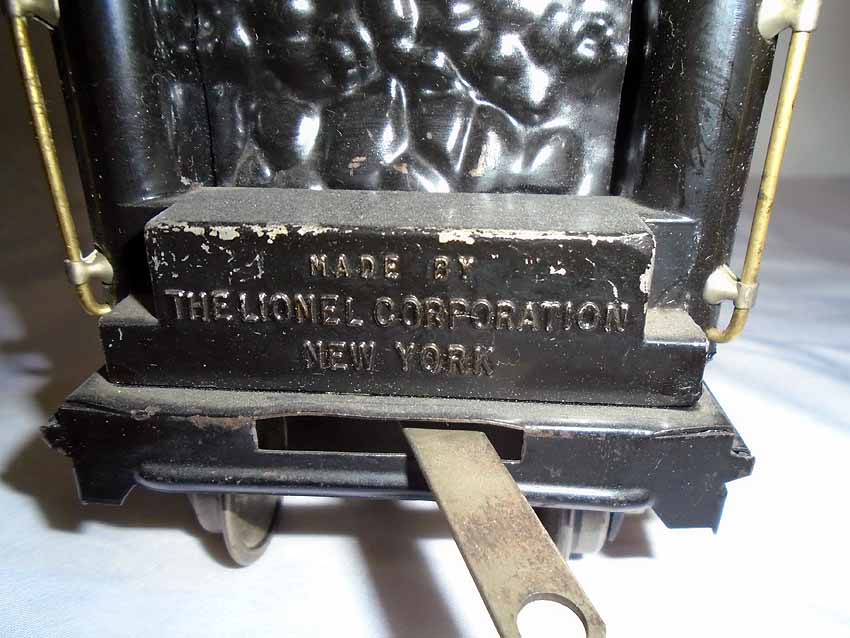 MADE BY
THE LIONEL CORPORATION
NEW YORK